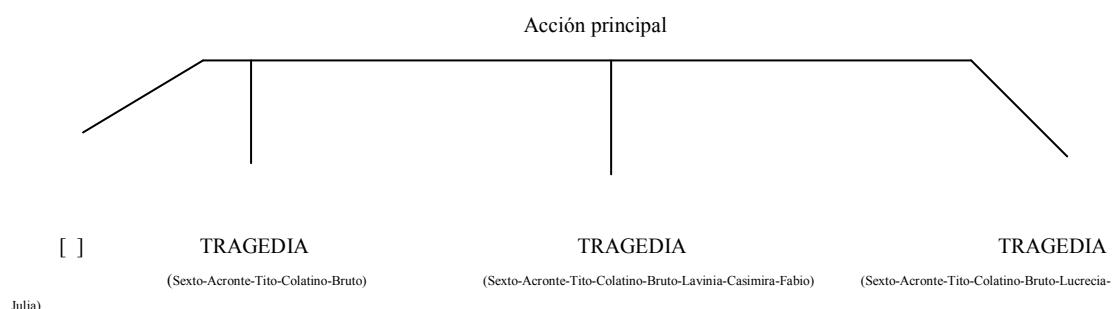 Acción principal
[ ] TRAGEDIA TRAGEDIA TRAGEDIA
(Sexto-Acronte-Tito-Colatino-Bruto) (Sexto-Acronte-Tito-Colatino-Bruto-Lavinia-Casimira-Fabio) (Sexto-Acronte-Tito-Colatino-Bruto-Lucrecia-
Julia)